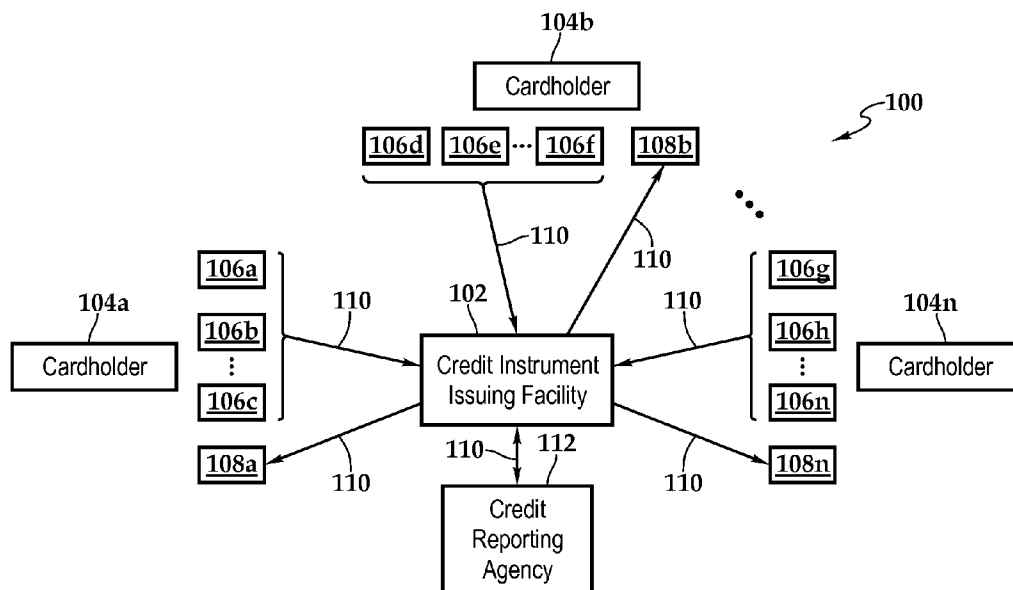 104b
Cardholder
100
106d 106e ... 106f 108b
110
110
106a
106g
104a
110
102
110
104n
106b
106h
Cardholder
Credit Instrument
Issuing Facility
Cardholder
106c
106n
108a
110
110 112
110
108n
Credit
Reporting
Agency